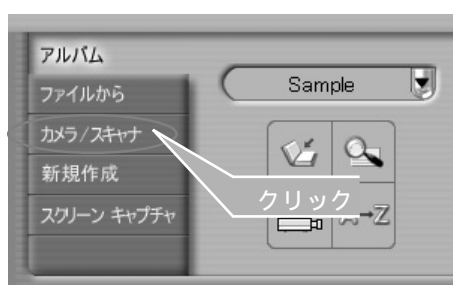 アルバム
ファイルから
カメラ/スキャナ
新規作成
スクリーン キャプチャ
Sample
クリック
A→Z